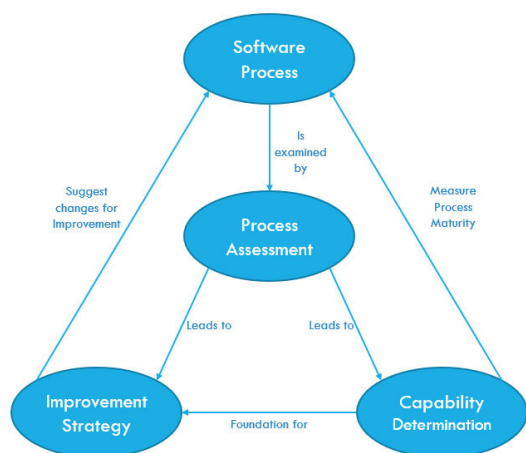 Software
Process
Is
examined
by
Suggest
changes for
Improvement
Measure
Process
Maturity
Process
Assessment
Leads to
Leads to
Improvement
Strategy
Foundation for
Capability
Determination